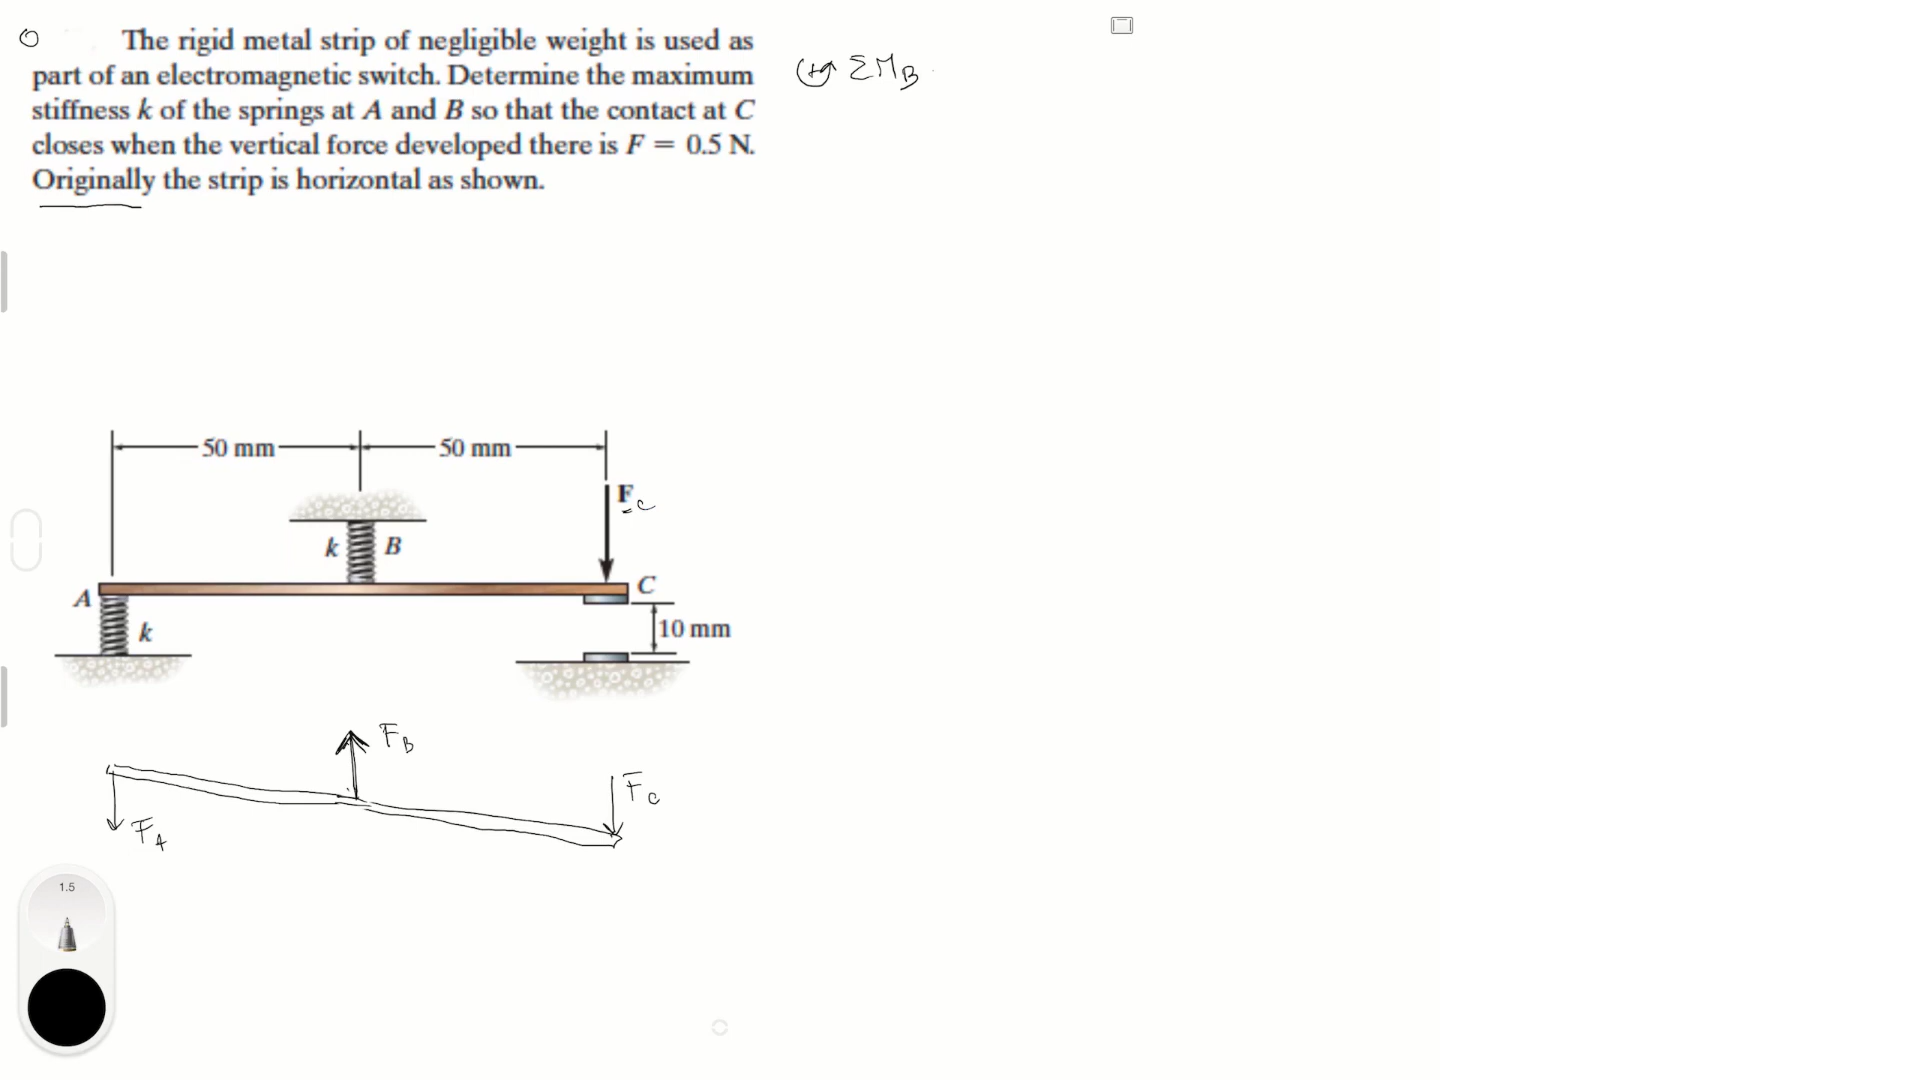 The rigid metal strip of negligible weight is used as
part of an electromagnetic switch. Determine the maximum
stiffness k of the springs at A and B so that the contact at C
closes when the vertical force developed there is F = 0.5 N.
Originally the strip is horizontal as shown.
ΣM_B
50 mm
50 mm
F_C
k
B
A
C
k
10 mm
F_B
F_C
F_A
1.5